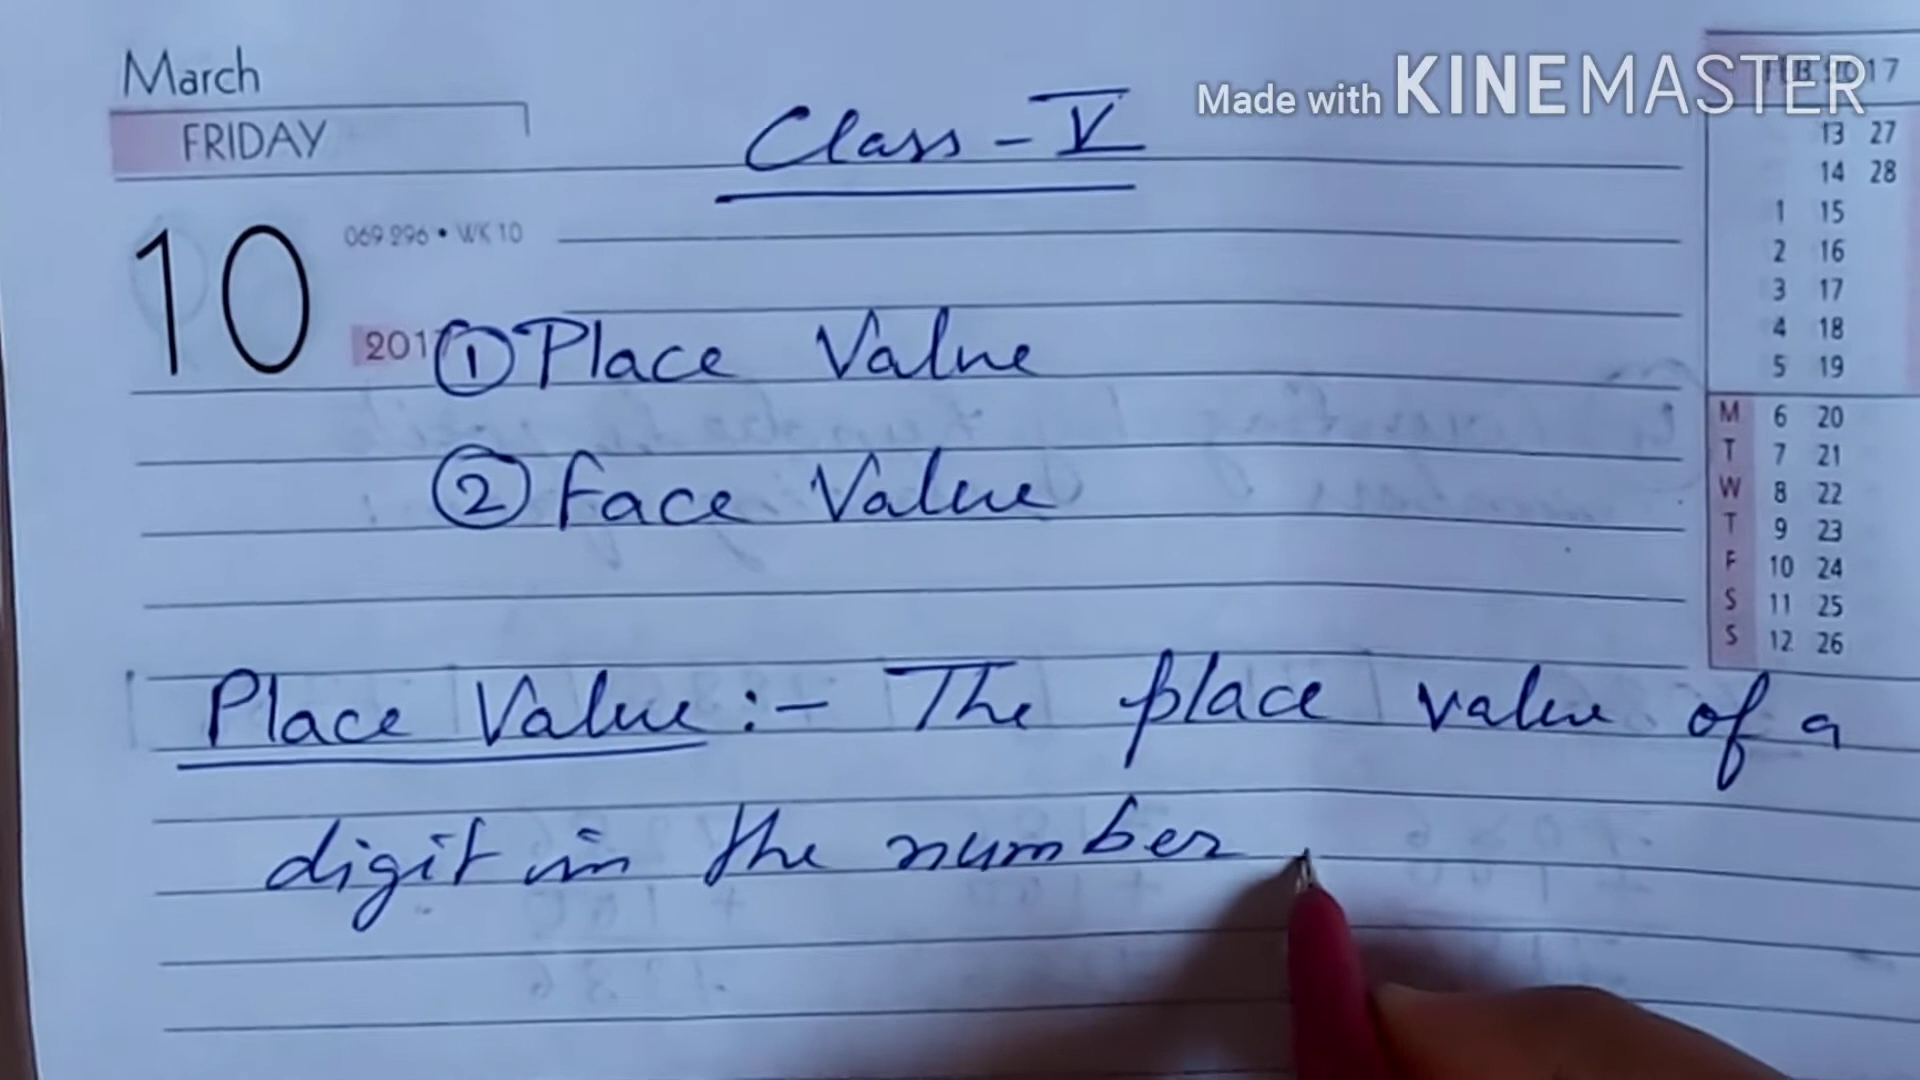 March
FRIDAY
10
069 296 • WK 10
201
Class - V
Made with KINEMASTER
FEB 2017
13 27
14 28
1 15
2 16
3 17
4 18
5 19
M 6 20
T 7 21
W 8 22
T 9 23
F 10 24
S 11 25
S 12 26
① Place Value
② Face Value
Place Value :- The place value of a
digit in the number